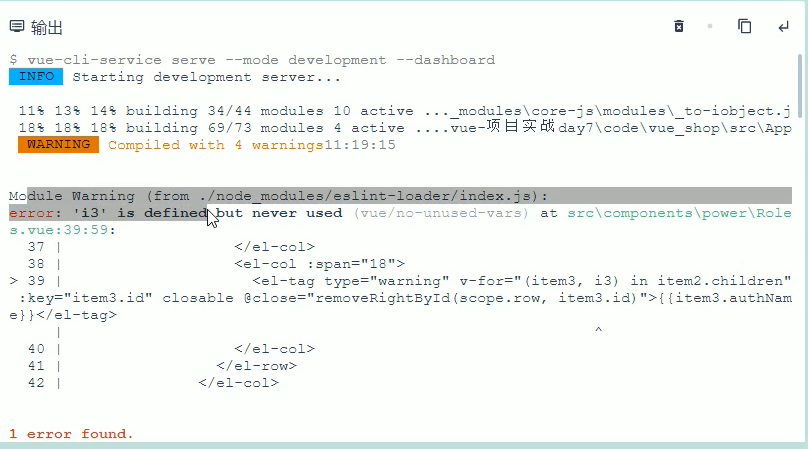 输出
$ vue-cli-service serve --mode development --dashboard
INFO Starting development server...
11% 13% 14% building 34/44 modules 10 active ..._modules\core-js\modules\_to-iobject.j
18% 18% 18% building 69/73 modules 4 active ....vue-项目实战day7\code\vue_shop\src\App
WARNING Compiled with 4 warnings11:19:15
Module Warning (from ./node_modules/eslint-loader/index.js):
error: 'i3' is defined but never used (vue/no-unused-vars) at src\components\power\Role
s.vue:39:59:
37 | </el-col>
38 | <el-col :span="18">
> 39 | <el-tag type="warning" v-for="(item3, i3) in item2.children"
:key="item3.id" closable @close="removeRightById(scope.row, item3.id)">{{item3.authNam
e}}</el-tag>
| ^
40 | </el-col>
41 | </el-row>
42 | </el-col>
1 error found.